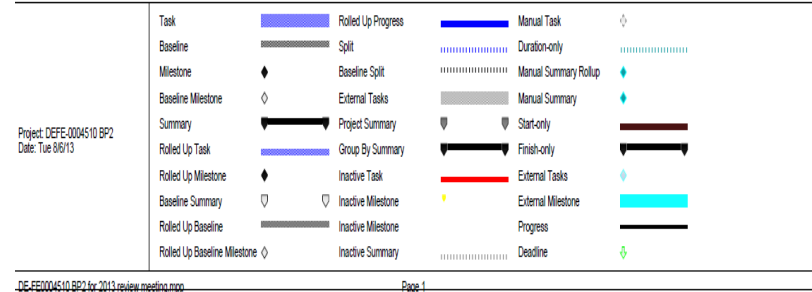 Task Rolled Up Progress Manual Task
Baseline Split Duration-only
Milestone Baseline Split Manual Summary Rollup
Baseline Milestone External Tasks Manual Summary
Project: DEFE-0004510 BP2 Summary Project Summary Start-only
Date: Tue 8/6/13 Rolled Up Task Group By Summary Finish-only
Rolled Up Milestone Inactive Task External Tasks
Baseline Summary Inactive Milestone External Milestone
Rolled Up Baseline Inactive Milestone Progress
Rolled Up Baseline Milestone Inactive Summary Deadline
DE-FE0004510 BP2 for 2013 review meeting.mpp Page 1